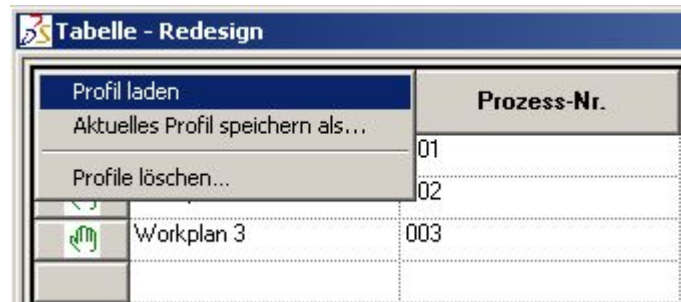 Tabelle - Redesign
Profil laden
Aktuelles Profil speichern als...
Profile löschen...
Prozess-Nr.
01
02
Workplan 3
003